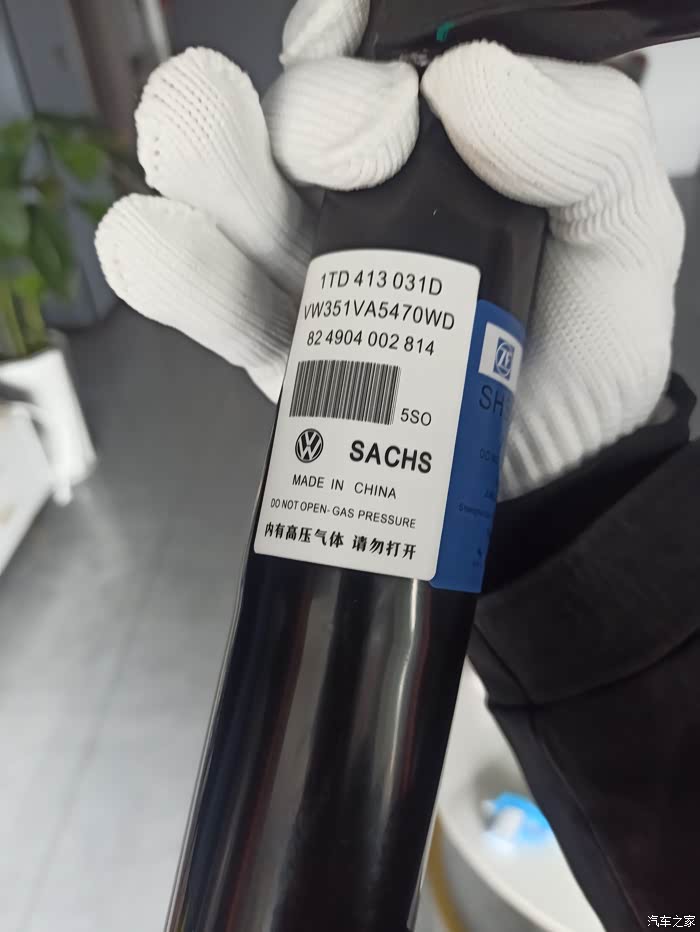 1TD 413 031D
VW351VA5470WD
82 4904 002 814
5SO
SACHS
MADE IN CHINA
DO NOT OPEN- GAS PRESSURE
内有高压气体 请勿打开
ZF
汽车之家